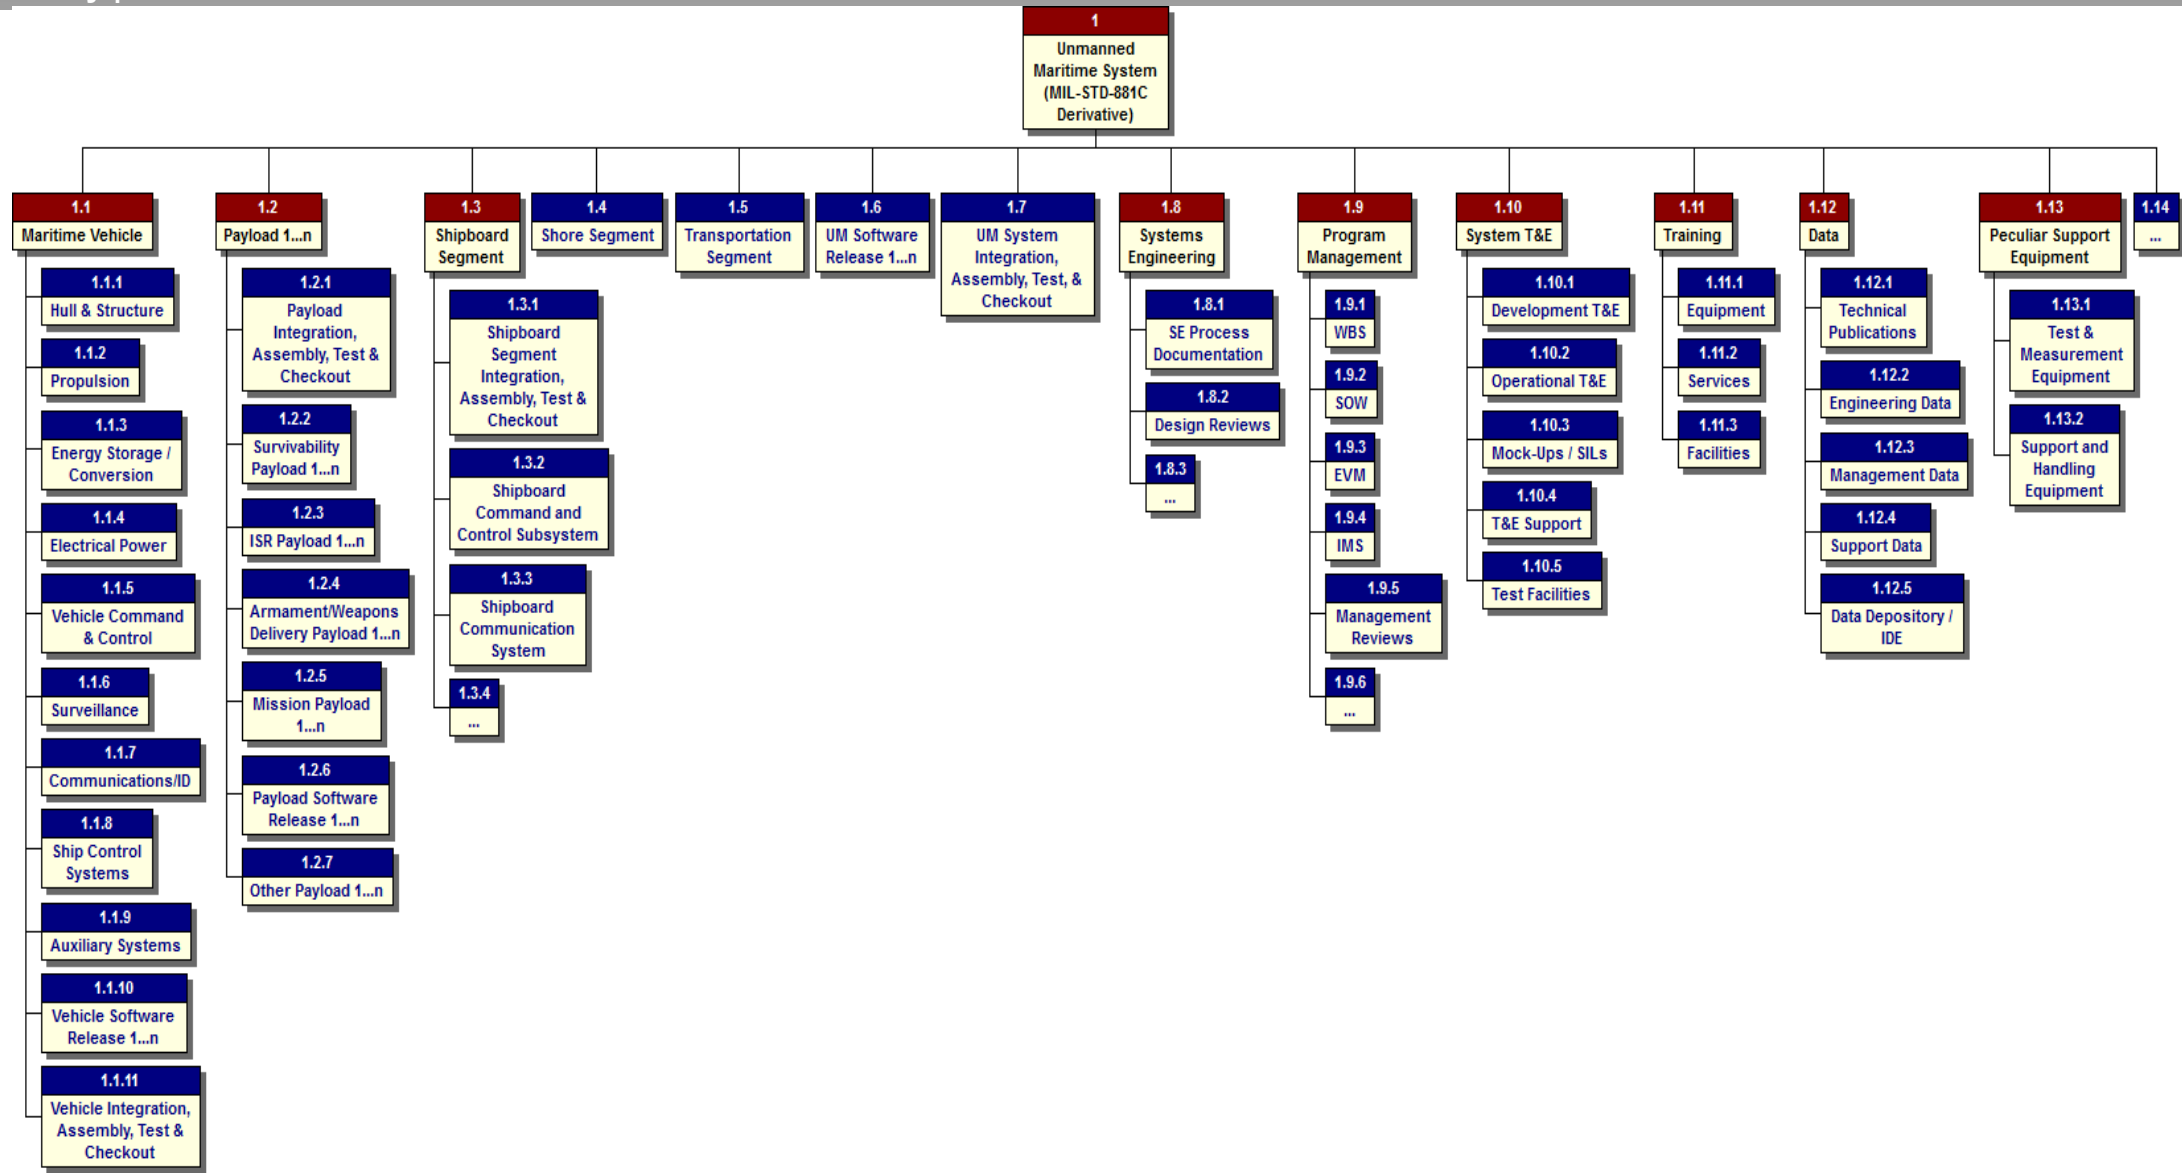 1
Unmanned
Maritime System
(MIL-STD-881C
Derivative)
1.1
Maritime Vehicle
1.1.1
Hull & Structure
1.1.2
Propulsion
1.1.3
Energy Storage /
Conversion
1.1.4
Electrical Power
1.1.5
Vehicle Command
& Control
1.1.6
Surveillance
1.1.7
Communications/ID
1.1.8
Ship Control
Systems
1.1.9
Auxiliary Systems
1.1.10
Vehicle Software
Release 1...n
1.1.11
Vehicle Integration,
Assembly, Test &
Checkout
1.2
Payload 1...n
1.2.1
Payload
Integration,
Assembly, Test &
Checkout
1.2.2
Survivability
Payload 1...n
1.2.3
ISR Payload 1...n
1.2.4
Armament/Weapons
Delivery Payload 1...n
1.2.5
Mission Payload
1...n
1.2.6
Payload Software
Release 1...n
1.2.7
Other Payload 1...n
1.3
Shipboard
Segment
1.3.1
Shipboard
Segment
Integration,
Assembly, Test &
Checkout
1.3.2
Shipboard
Command and
Control Subsystem
1.3.3
Shipboard
Communication
System
1.3.4
...
1.4
Shore Segment
1.5
Transportation
Segment
1.6
UM Software
Release 1...n
1.7
UM System
Integration,
Assembly, Test, &
Checkout
1.8
Systems
Engineering
1.8.1
SE Process
Documentation
1.8.2
Design Reviews
1.8.3
...
1.9
Program
Management
1.9.1
WBS
1.9.2
SOW
1.9.3
EVM
1.9.4
IMS
1.9.5
Management
Reviews
1.9.6
...
1.10
System T&E
1.10.1
Development T&E
1.10.2
Operational T&E
1.10.3
Mock-Ups / SILs
1.10.4
T&E Support
1.10.5
Test Facilities
1.11
Training
1.11.1
Equipment
1.11.2
Services
1.11.3
Facilities
1.12
Data
1.12.1
Technical
Publications
1.12.2
Engineering Data
1.12.3
Management Data
1.12.4
Support Data
1.12.5
Data Depository /
IDE
1.13
Peculiar Support
Equipment
1.13.1
Test &
Measurement
Equipment
1.13.2
Support and
Handling
Equipment
1.14
...